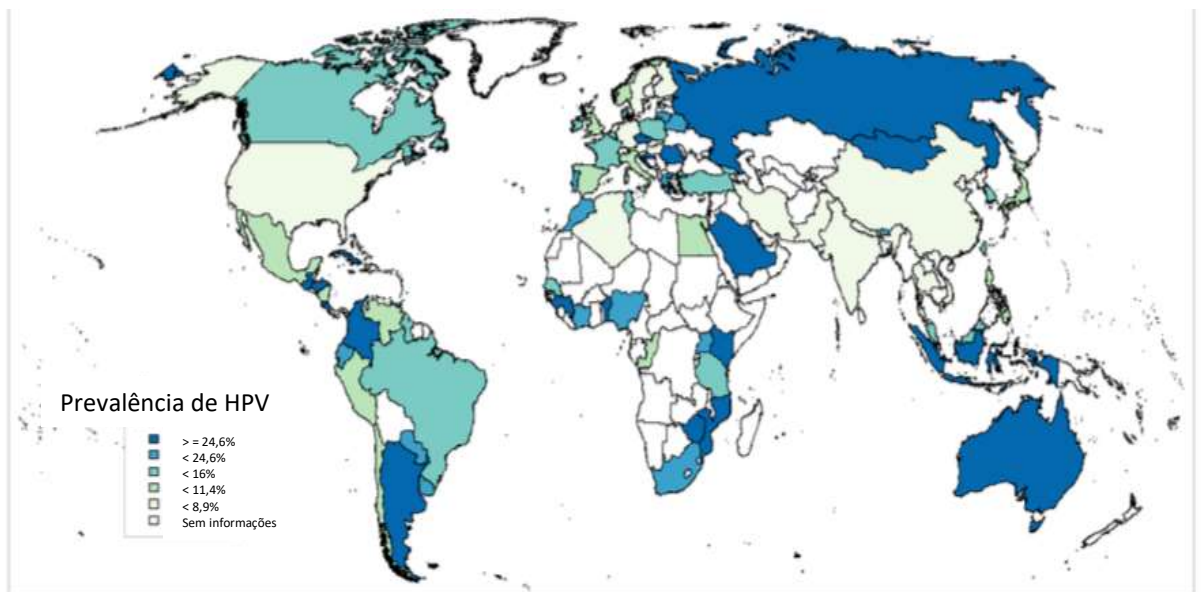 Prevalência de HPV
> = 24,6%
< 24,6%
< 16%
< 11,4%
< 8,9%
Sem informações